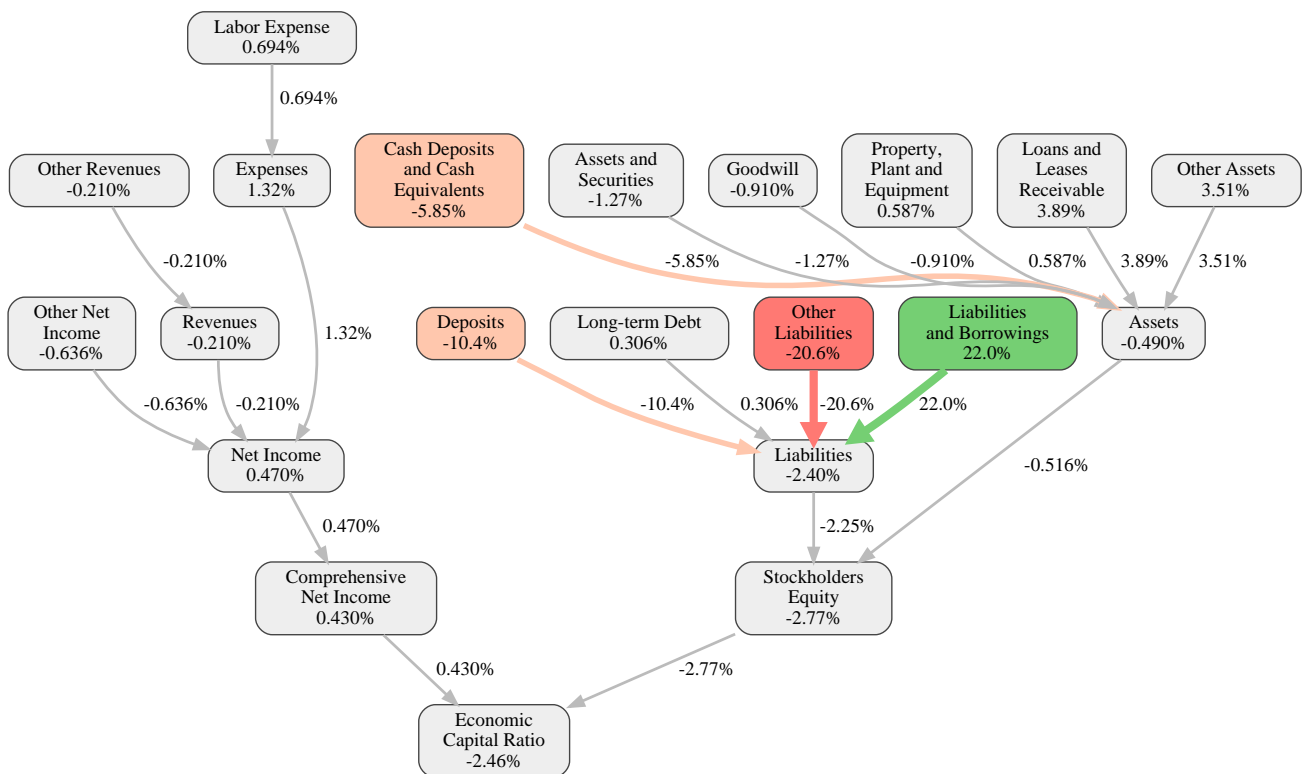 Labor Expense
0.694%
0.694%
Other Revenues
-0.210%
Expenses
1.32%
Cash Deposits
and Cash
Equivalents
-5.85%
Assets and
Securities
-1.27%
Goodwill
-0.910%
Property,
Plant and
Equipment
0.587%
Loans and
Leases
Receivable
3.89%
Other Assets
3.51%
-0.210%
-5.85%
-1.27%
-0.910%
0.587%
3.89%
3.51%
Other Net
Income
-0.636%
Revenues
-0.210%
1.32%
Deposits
-10.4%
Long-term Debt
0.306%
Other
Liabilities
-20.6%
Liabilities
and Borrowings
22.0%
Assets
-0.490%
-0.636%
-0.210%
-10.4%
0.306%
-20.6%
22.0%
Net Income
0.470%
Liabilities
-2.40%
-0.516%
0.470%
-2.25%
Comprehensive
Net Income
0.430%
Stockholders
Equity
-2.77%
0.430%
-2.77%
Economic
Capital Ratio
-2.46%